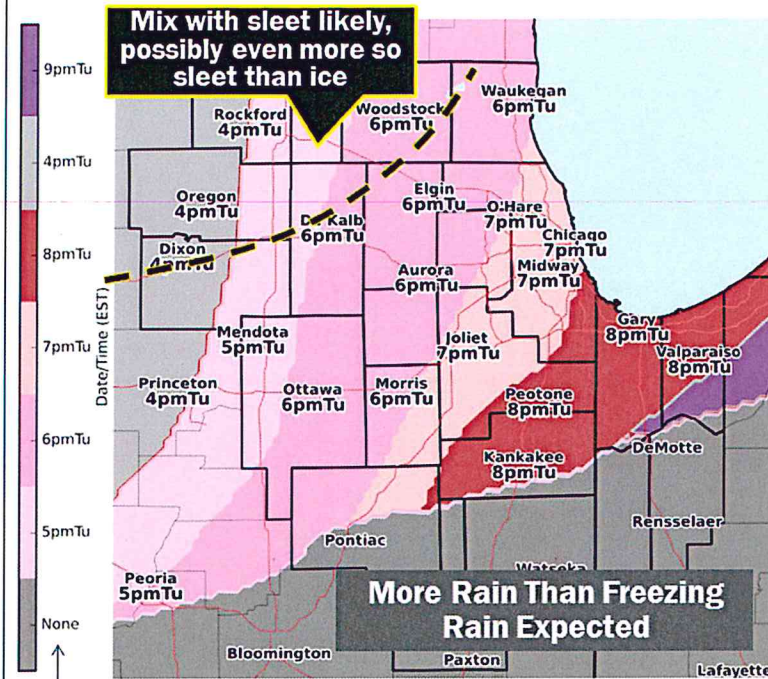 Mix with sleet likely,
possibly even more so
sleet than ice
9pmTu
4pmTu
8pmTu
7pmTu
6pmTu
5pmTu
None
Date/Time (EST)
Rockford
4pmTu
Woodstock
6pmTu
Waukegan
6pmTu
Oregon
4pmTu
Elgin
6pmTu
O'Hare
7pmTu
De Kalb
6pmTu
Dixon
4pmTu
Chicago
7pmTu
Midway
7pmTu
Aurora
6pmTu
Gary
8pmTu
Mendota
5pmTu
Joliet
7pmTu
Valparaiso
8pmTu
Princeton
4pmTu
Ottawa
6pmTu
Morris
6pmTu
Peotone
8pmTu
Kankakee
8pmTu
DeMotte
Rensselaer
Pontiac
Watseka
Peoria
5pmTu
More Rain Than Freezing
Rain Expected
Bloomington
Paxton
Lafayette